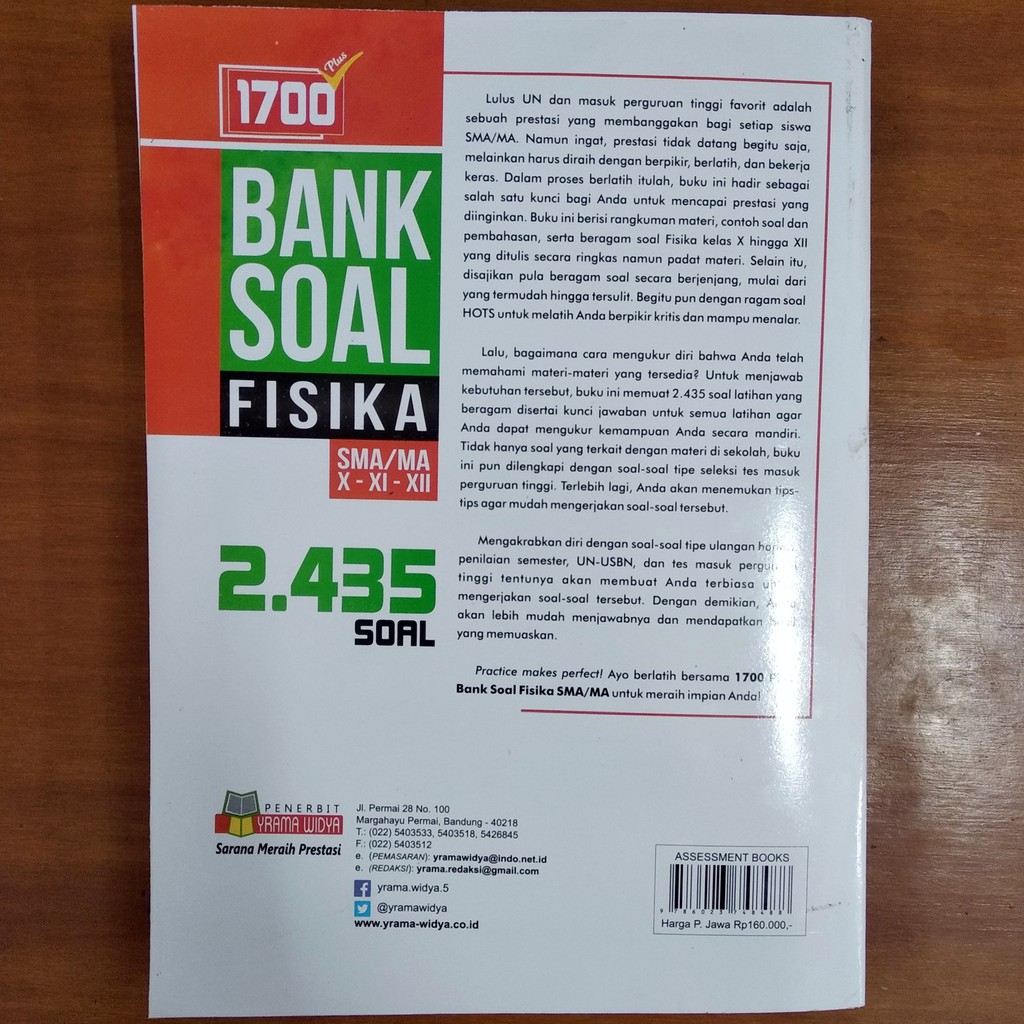 1700
Plus
BANK
SOAL
FISIKA
SMA/MA
X - XI - XII
2.435
SOAL
Lulus UN dan masuk perguruan tinggi favorit adalah
sebuah prestasi yang membanggakan bagi setiap siswa
SMA/MA. Namun ingat, prestasi tidak datang begitu saja,
melainkan harus diraih dengan berpikir, berlatih, dan bekerja
keras. Dalam proses berlatih itulah, buku ini hadir sebagai
salah satu kunci bagi Anda untuk mencapai prestasi yang
diinginkan. Buku ini berisi rangkuman materi, contoh soal dan
pembahasan, serta beragam soal Fisika kelas X hingga XII
yang ditulis secara ringkas namun padat materi. Selain itu,
disajikan pula beragam soal secara berjenjang, mulai dari
yang termudah hingga tersulit. Begitu pun dengan ragam soal
HOTS untuk melatih Anda berpikir kritis dan mampu menalar.
Lalu, bagaimana cara mengukur diri bahwa Anda telah
memahami materi-materi yang tersedia? Untuk menjawab
kebutuhan tersebut, buku ini memuat 2.435 soal latihan yang
beragam disertai kunci jawaban untuk semua latihan agar
Anda dapat mengukur kemampuan Anda secara mandiri.
Tidak hanya soal yang terkait dengan materi di sekolah, buku
ini pun dilengkapi dengan soal-soal tipe seleksi tes masuk
perguruan tinggi. Terlebih lagi, Anda akan menemukan tips-
tips agar mudah mengerjakan soal-soal tersebut.
Mengakrabkan diri dengan soal-soal tipe ulangan
penilaian semester, UN-USBN, dan tes masuk
tinggi tentunya akan membuat Anda terbiasa
mengerjakan soal-soal tersebut. Dengan demikian,
akan lebih mudah menjawabnya dan mendapatkan
yang memuaskan.
Practice makes perfect! Ayo berlatih bersama 1700
Bank Soal Fisika SMA/MA untuk meraih impian Anda!
PENERBIT
YRAMA WIDYA
Sarana Meraih Prestasi
Jl. Permai 28 No. 100
Margahayu Permai, Bandung - 40218
T.: (022) 5403533, 5403518, 5426845
F.: (022) 5403512
e. (PEMASARAN): yramawidya@indo.net.id
e. (REDAKSI): yrama.redaksi@gmail.com
yrama.widya.5
@yramawidya
www.yrama-widya.co.id
ASSESSMENT BOOKS
9 786023 748488
Harga P. Jawa Rp160.000,-